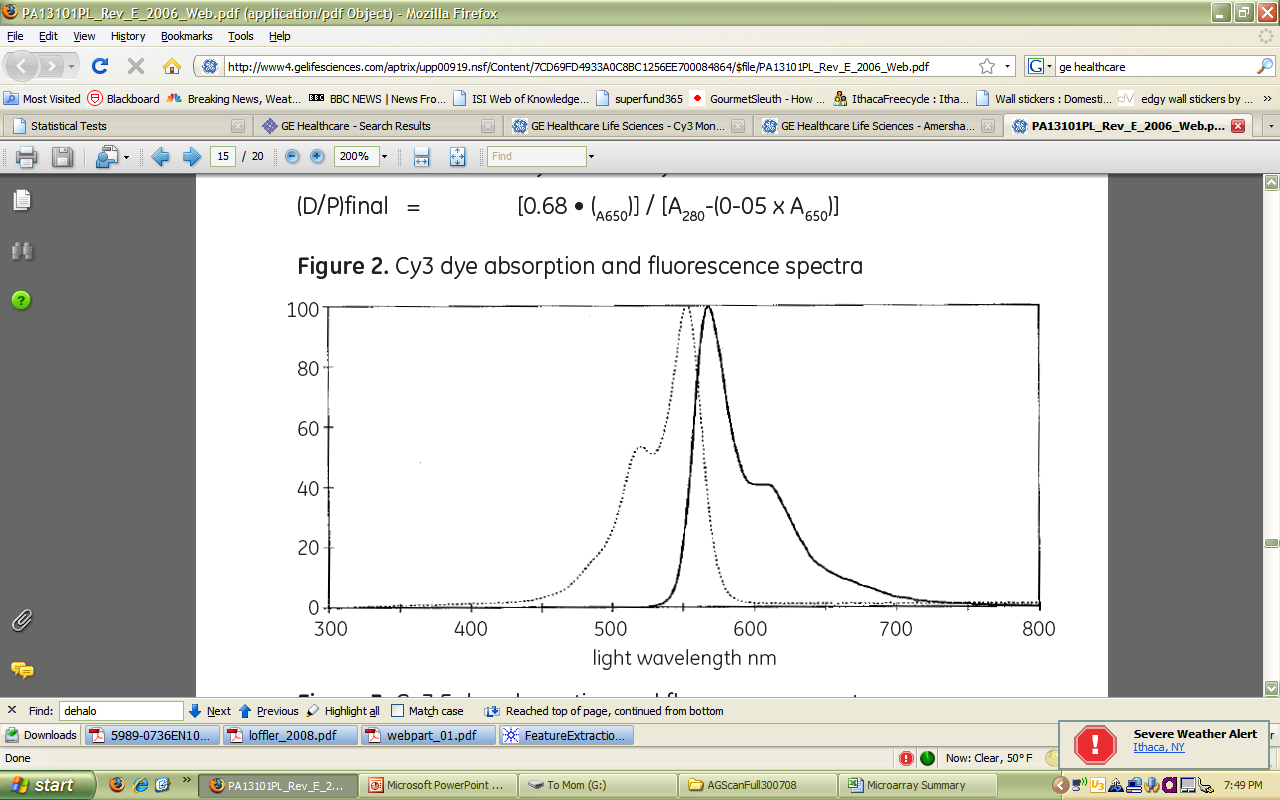 PA13101PL_Rev_E_2006_Web.pdf (application/pdf Object) - Mozilla Firefox
File Edit View History Bookmarks Tools Help
http://www4.gelifesciences.com/aptrix/upp00919.nsf/Content/7CD69FD4933A0C8BC1256EE700084864/$file/PA13101PL_Rev_E_2006_Web.pdf G ge healthcare
Most Visited Blackboard Breaking News, Weat... BBC BBC NEWS | News Fro... ISI Web of Knowledge... superfund365 GourmetSleuth - How ... IthacaFreecycle : Itha... Wall stickers : Domesti... dV edgy wall stickers by ... »
Statistical Tests GE Healthcare - Search Results GE Healthcare Life Sciences - Cy3 Mon... GE Healthcare Life Sciences - Amersha... PA13101PL_Rev_E_2006_Web.p...
15 / 20 200% Find
(D/P)final = [0.68 • (A650)] / [A280-(0-05 x A650)]
Figure 2. Cy3 dye absorption and fluorescence spectra
100
80
60
40
20
0
300 400 500 600 700 800
light wavelength nm
Find: dehalo Next Previous Highlight all Match case Reached top of page, continued from bottom
Downloads 5989-0736EN10... loffler_2008.pdf webpart_01.pdf FeatureExtractio...
Severe Weather Alert
Ithaca, NY
Done Now: Clear, 50° F
start » PA13101PL_Rev_E_2... Microsoft PowerPoint ... To Mom (G:) AGScanFull300708 Microarray Summary 7:49 PM